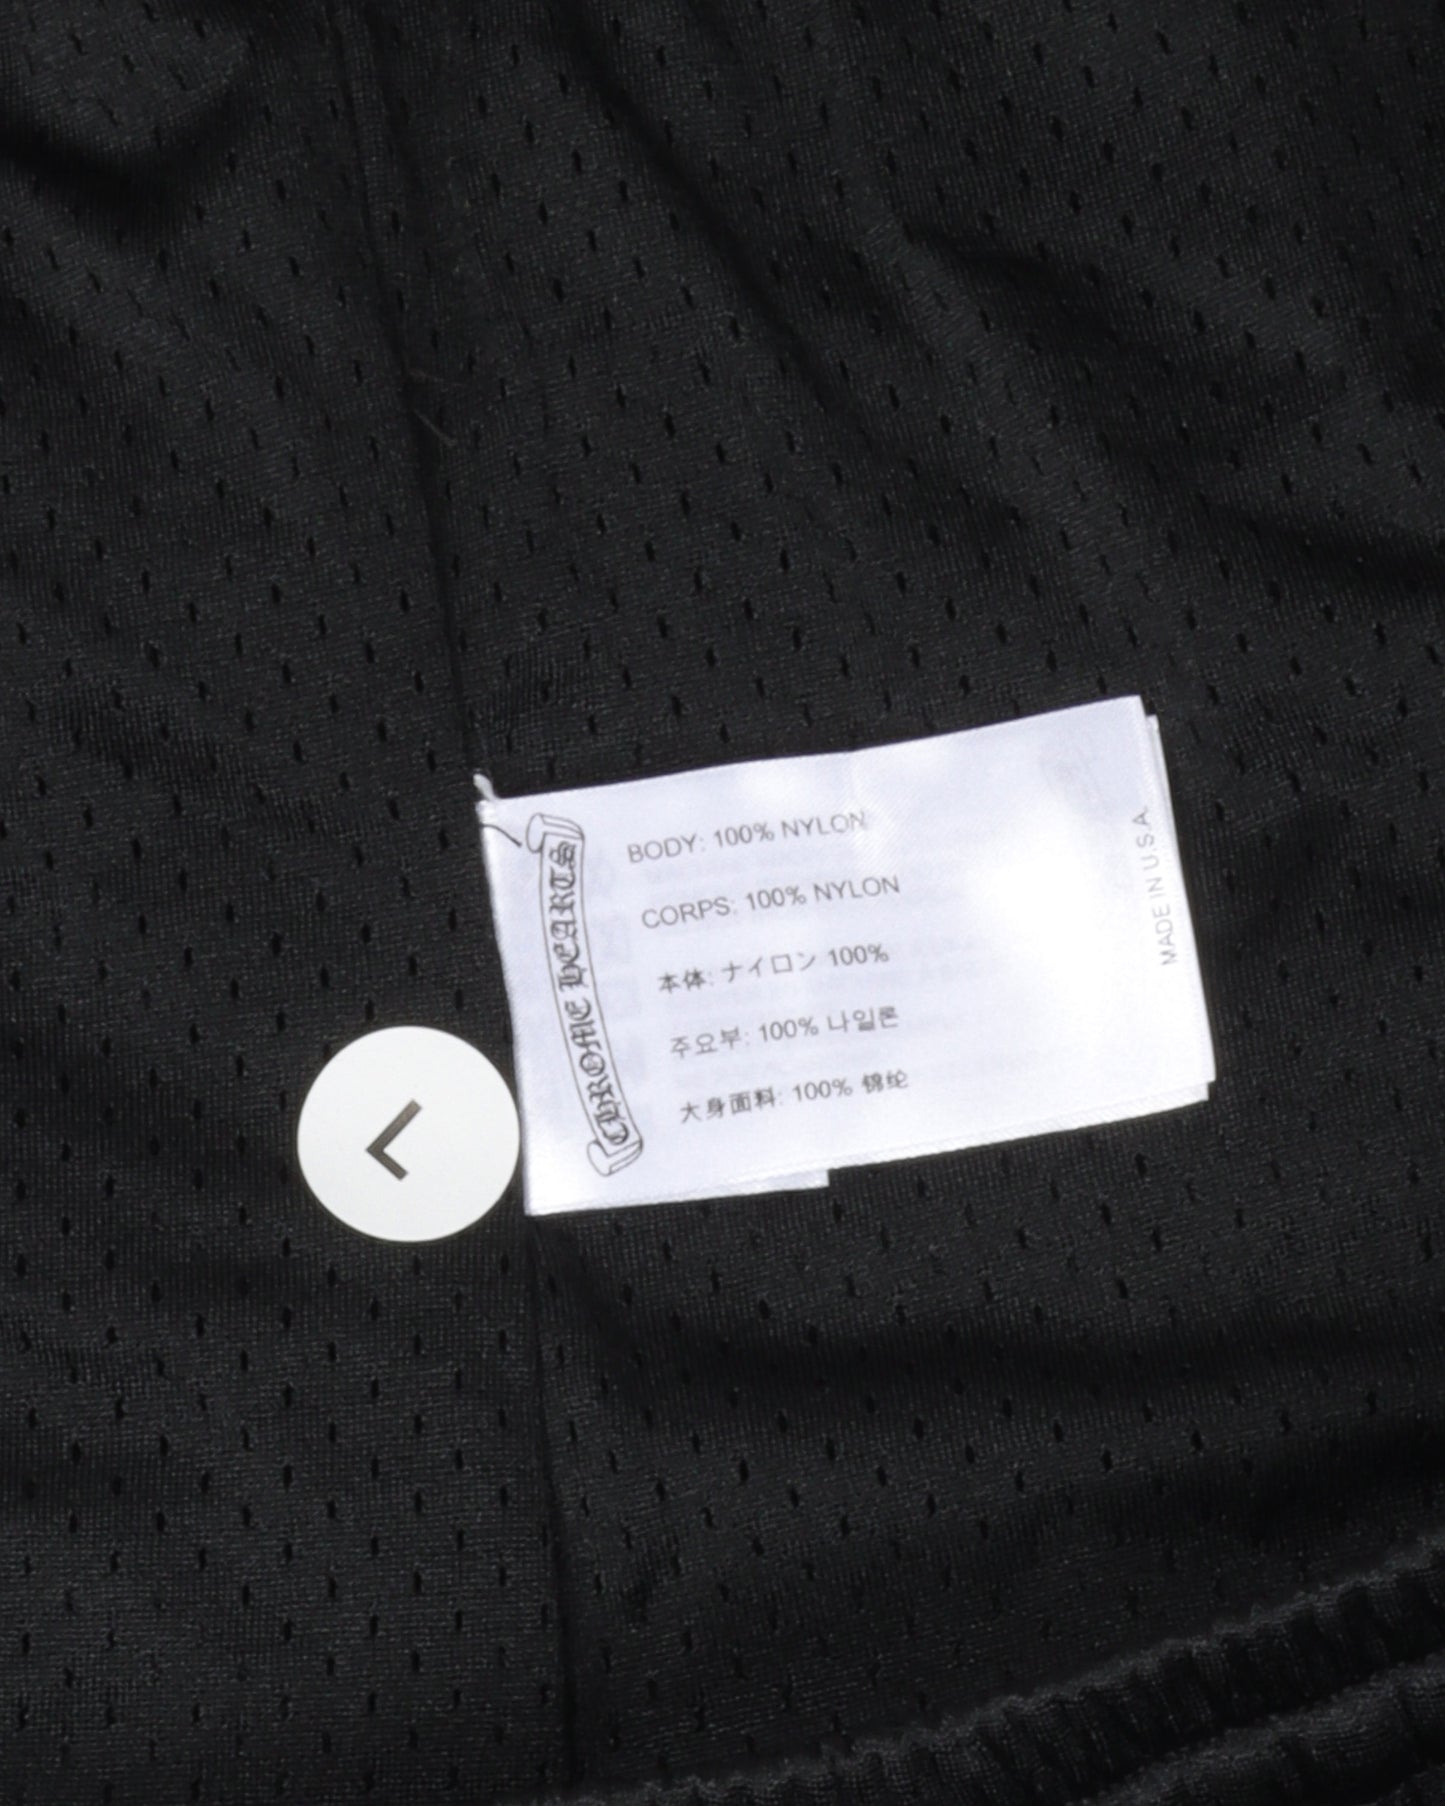 CHROME HEARTS
BODY: 100% NYLON
CORPS: 100% NYLON
本体: ナイロン 100%
주요부: 100% 나일론
大身面料: 100% 锦纶
MADE IN U.S.A.
L